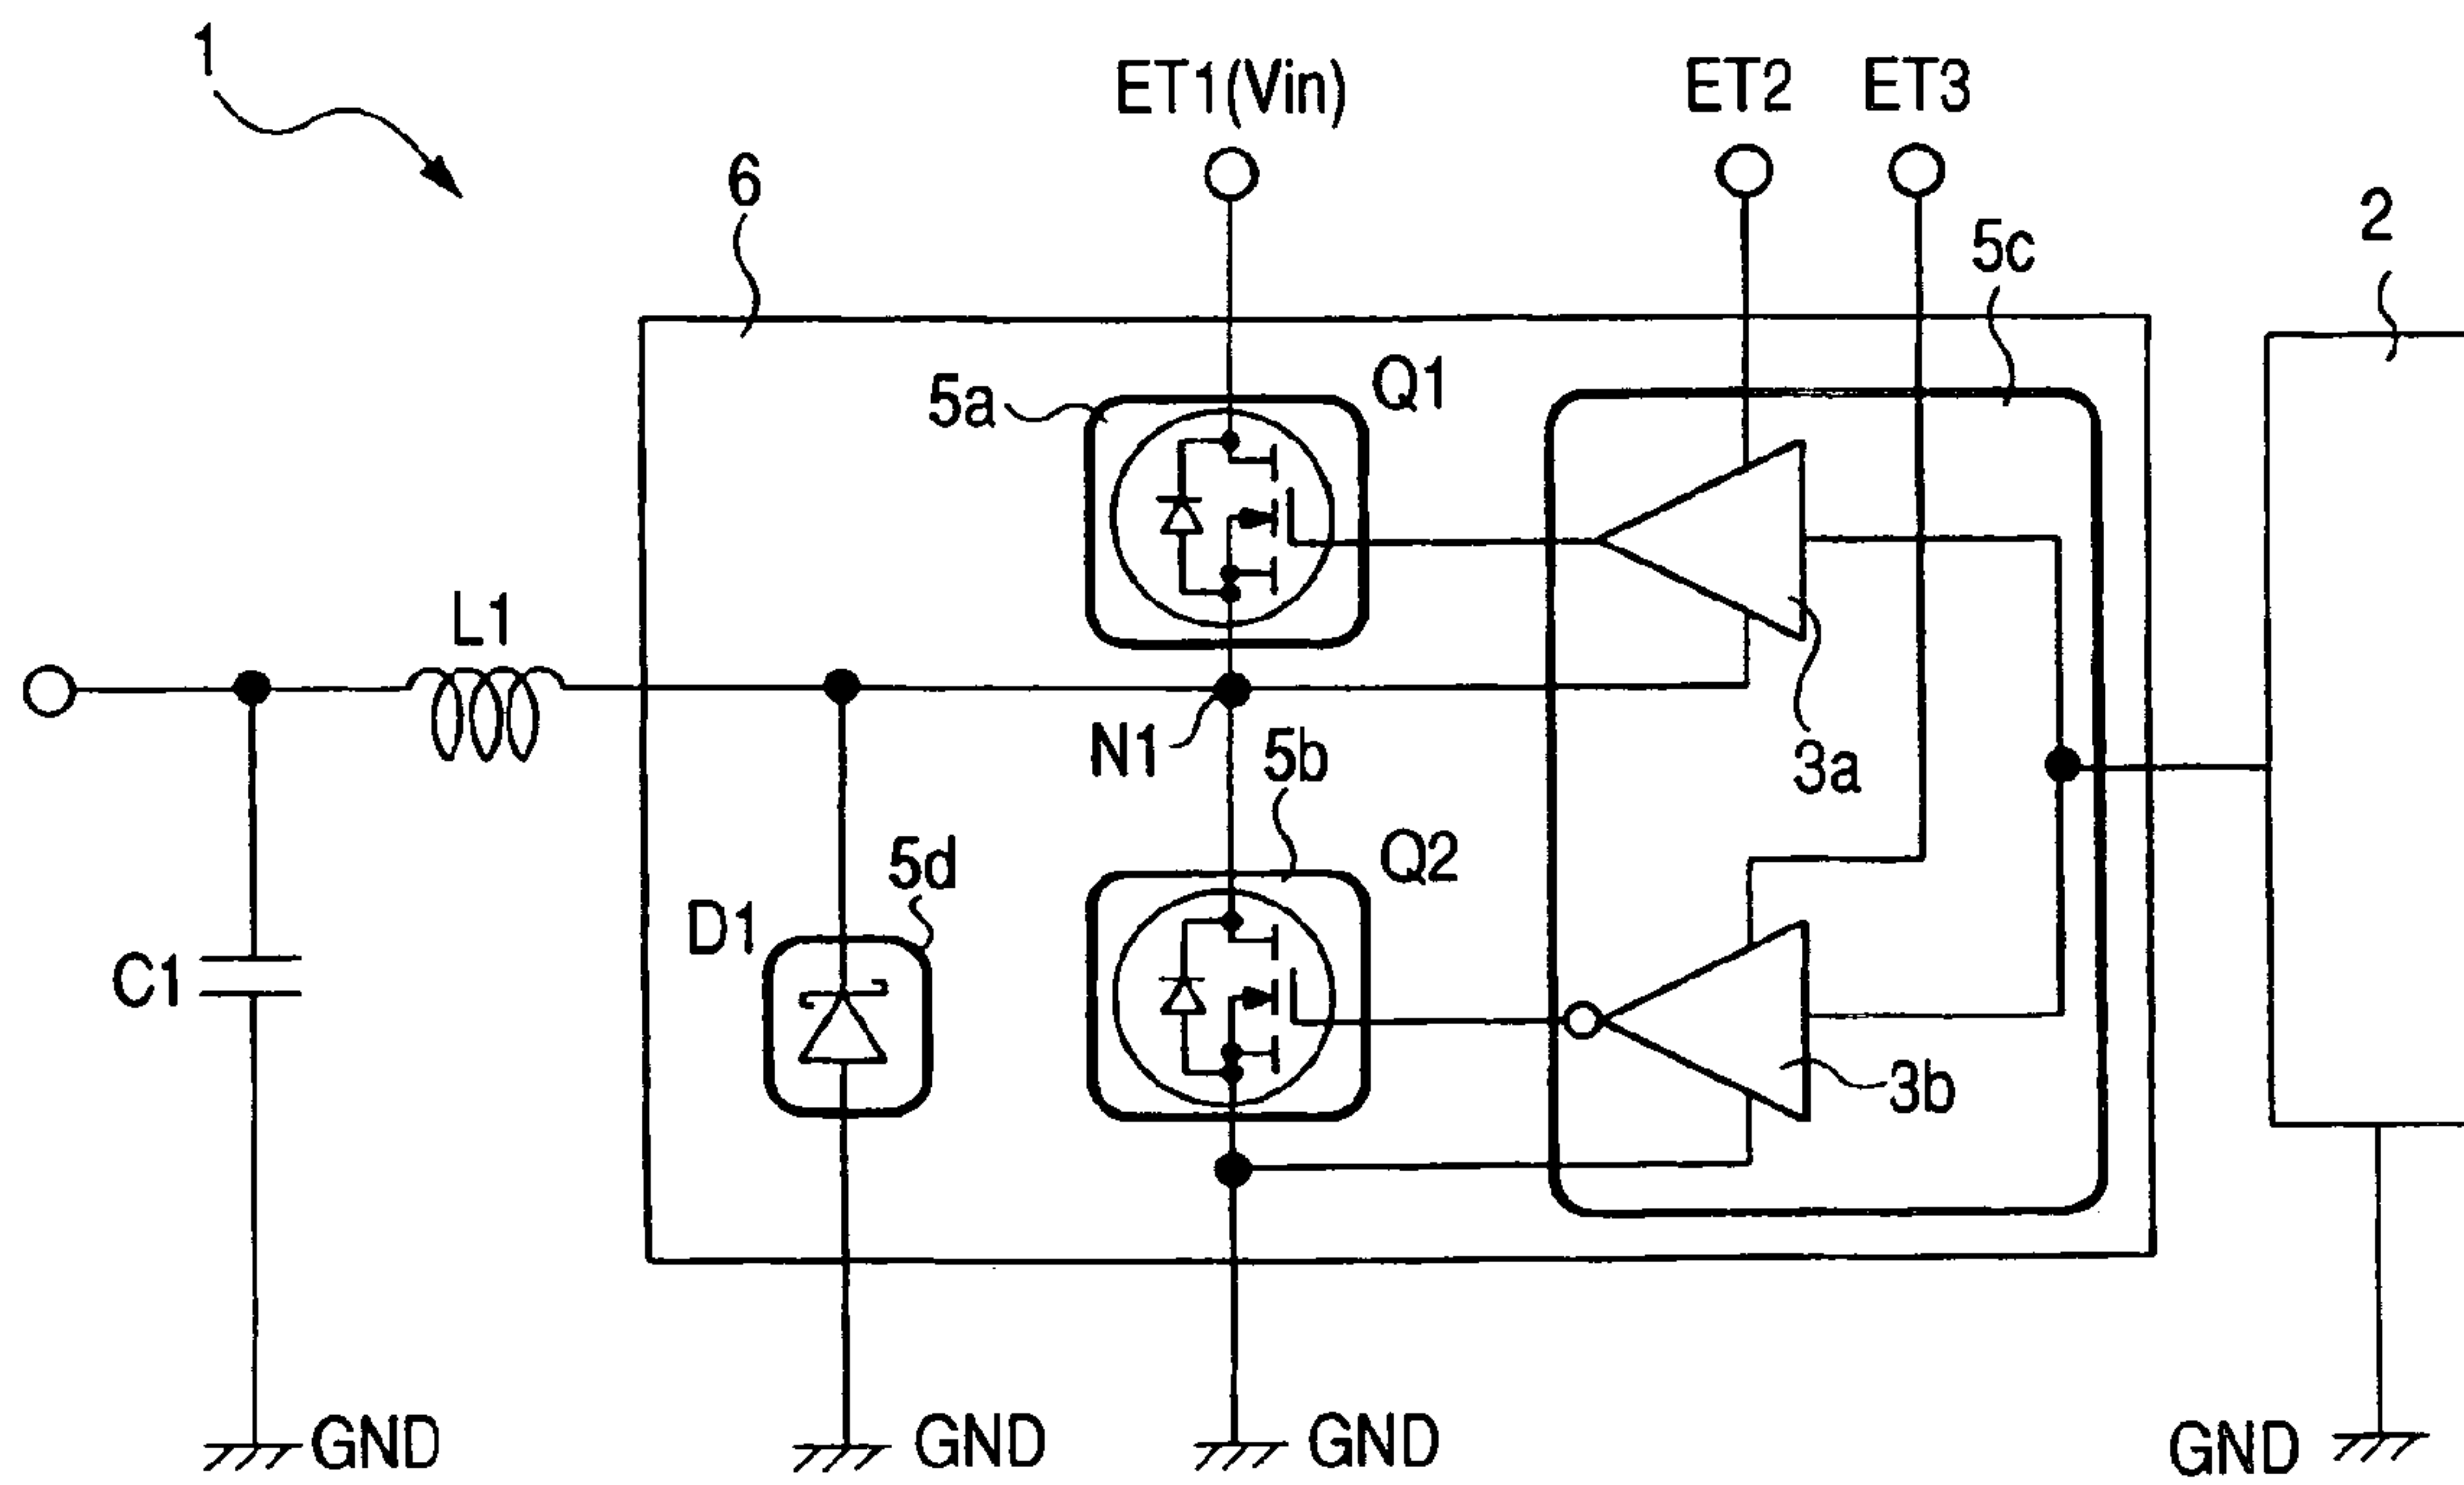 1
ET1(Vin)
ET2
ET3
6
2
5c
5a
Q1
L1
N1
5b
3a
5d
Q2
D1
C1
3b
GND
GND
GND
GND